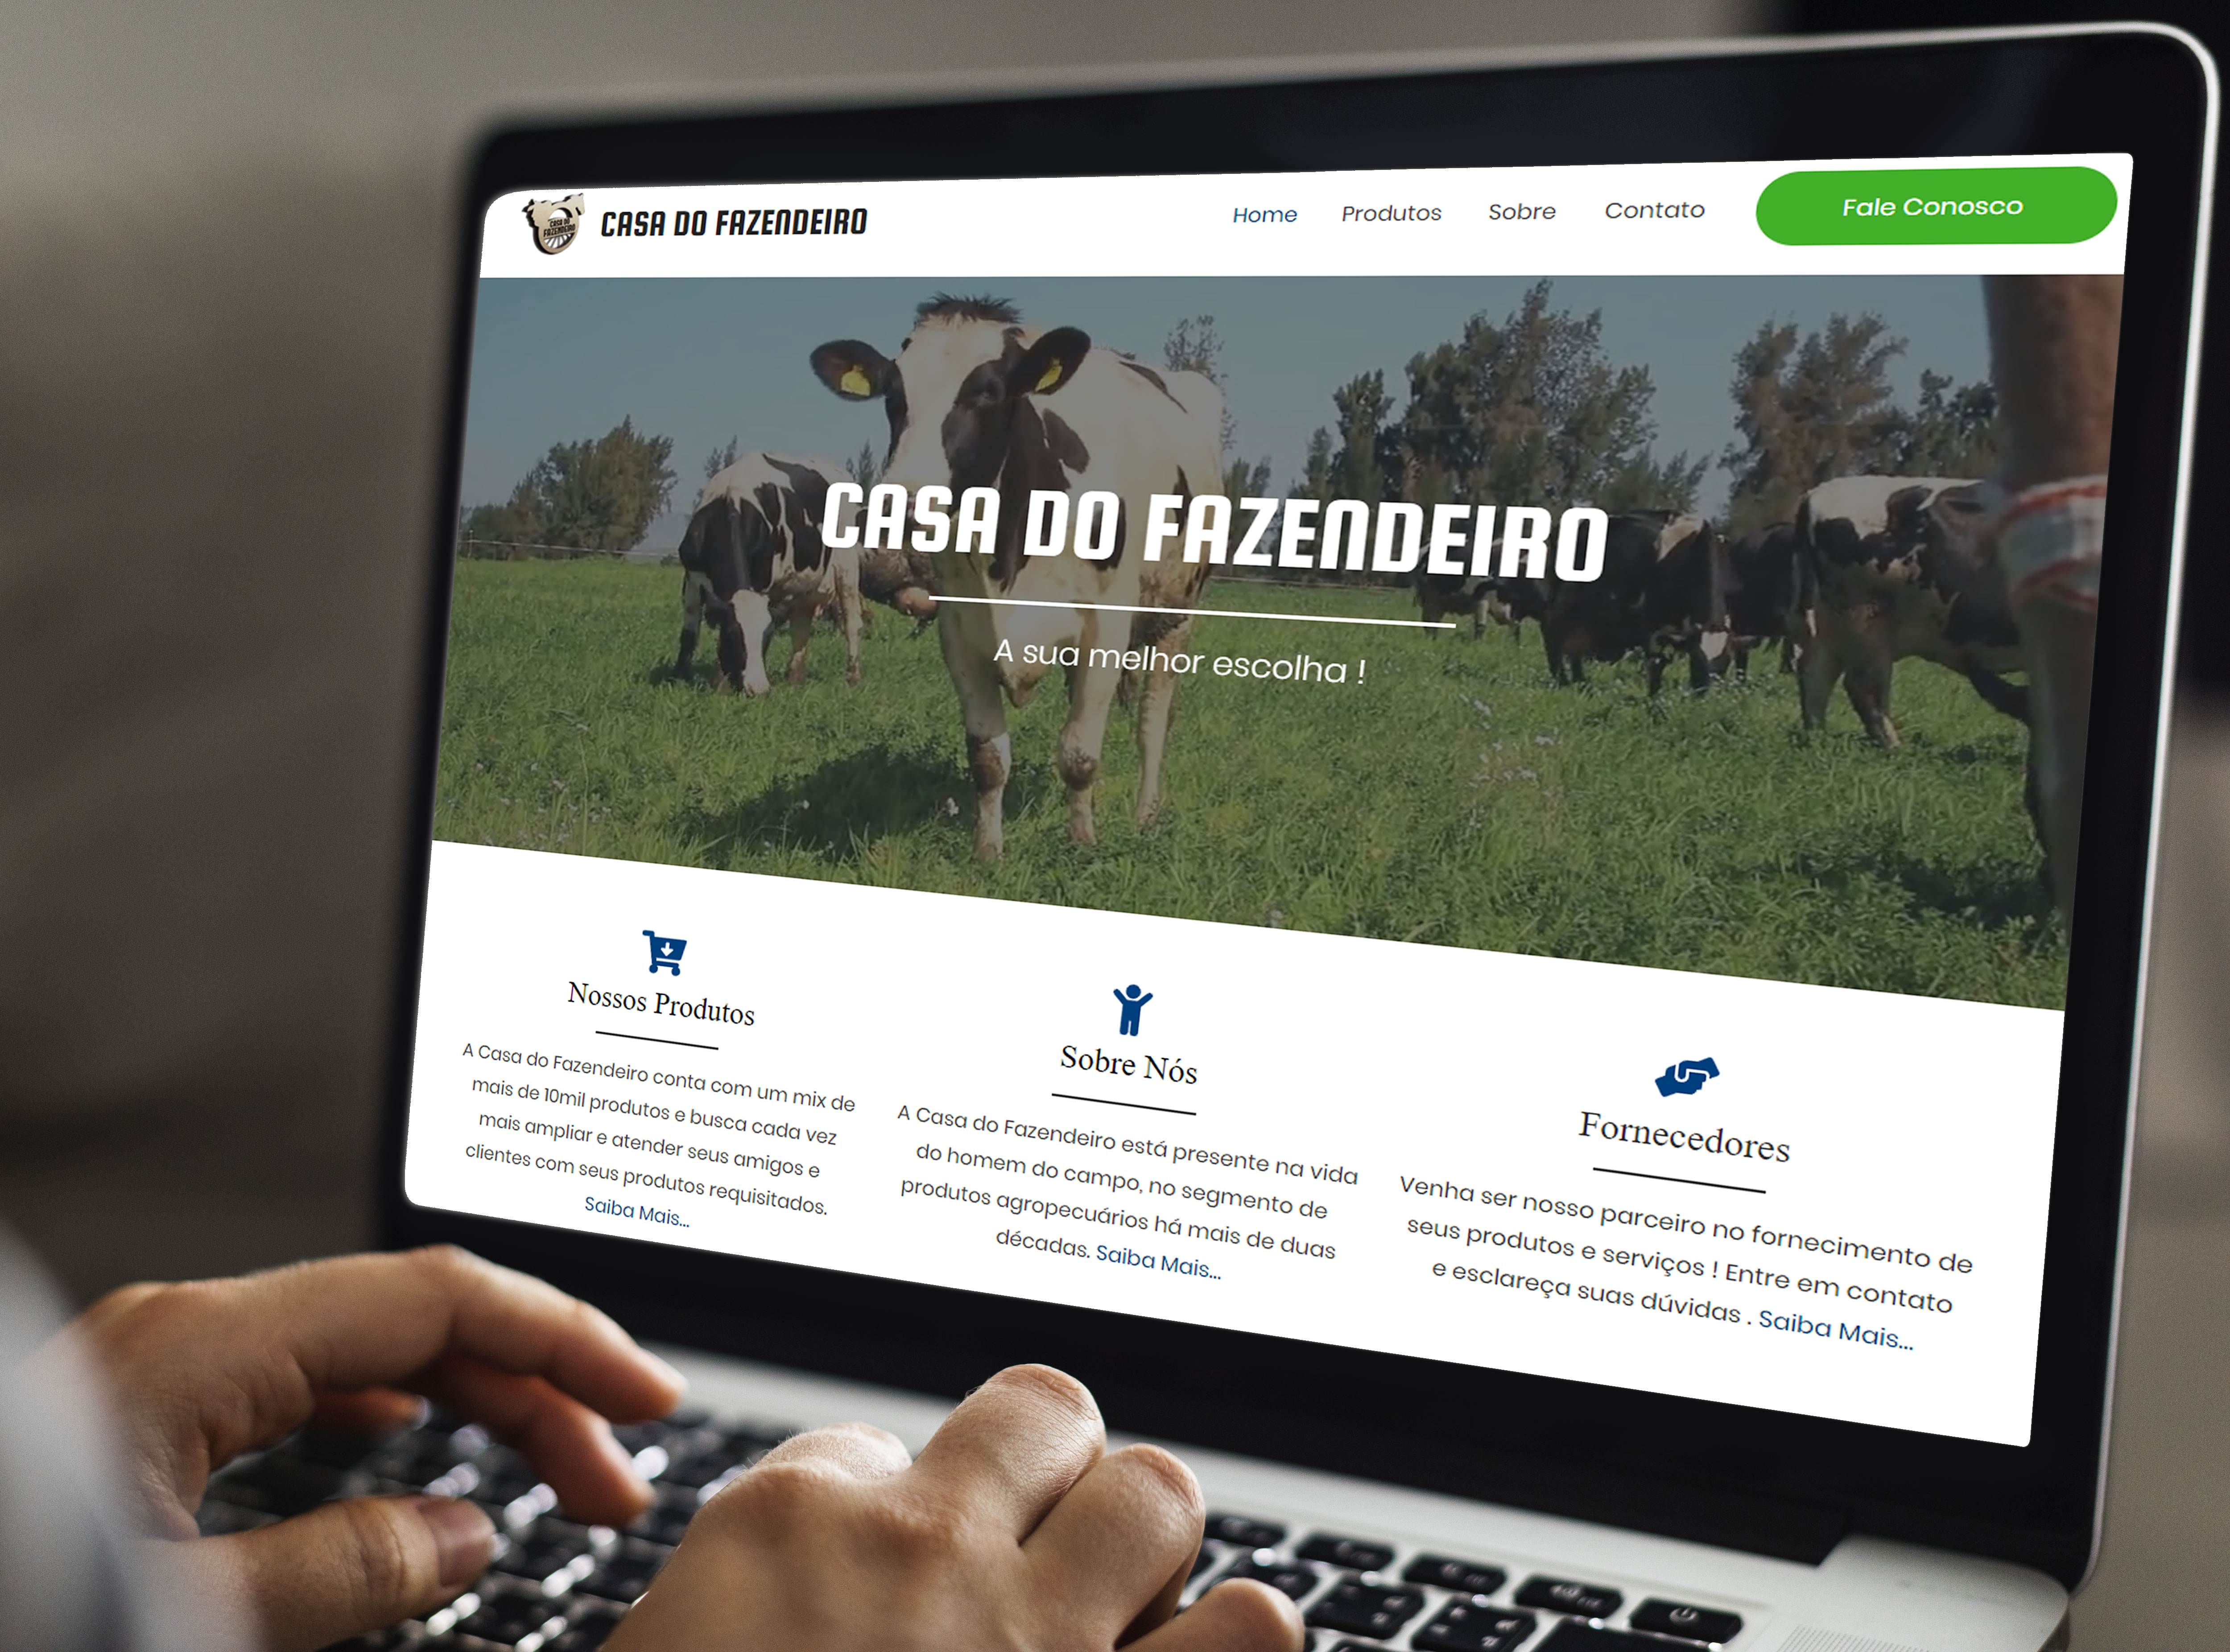 CASA DO FAZENDEIRO
CASA DO FAZENDEIRO
Home Produtos Sobre Contato Fale Conosco
CASA DO FAZENDEIRO
A sua melhor escolha !
Nossos Produtos
A Casa do Fazendeiro conta com um mix de
mais de 10mil produtos e busca cada vez
mais ampliar e atender seus amigos e
clientes com seus produtos requisitados.
Saiba Mais...
Sobre Nós
A Casa do Fazendeiro está presente na vida
do homem do campo, no segmento de
produtos agropecuários há mais de duas
décadas. Saiba Mais...
Fornecedores
Venha ser nosso parceiro no fornecimento de
seus produtos e serviços ! Entre em contato
e esclareça suas dúvidas . Saiba Mais...